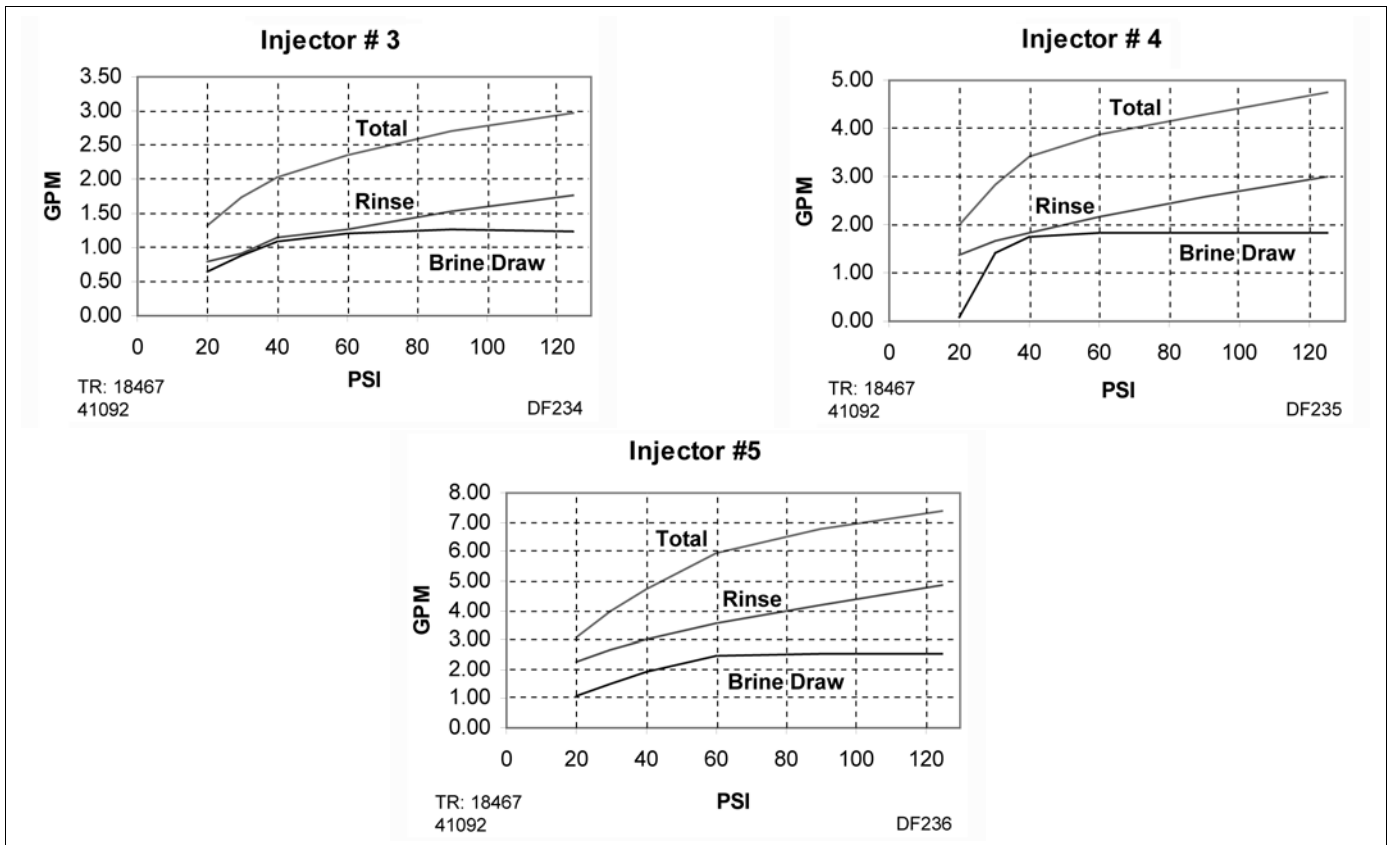 Injector # 3
3.50
3.00
2.50
2.00
1.50
1.00
0.50
0.00
GPM
Total
Rinse
Brine Draw
0 20 40 60 80 100 120
PSI
TR: 18467
41092
DF234
Injector # 4
5.00
4.00
3.00
2.00
1.00
0.00
GPM
Total
Rinse
Brine Draw
0 20 40 60 80 100 120
PSI
TR: 18467
41092
DF235
Injector #5
8.00
7.00
6.00
5.00
4.00
3.00
2.00
1.00
0.00
GPM
Total
Rinse
Brine Draw
0 20 40 60 80 100 120
PSI
TR: 18467
41092
DF236